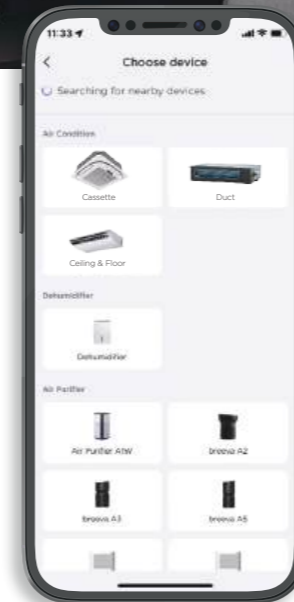 11:33
Choose device
Searching for nearby devices
Air Condition
Cassette
Duct
Ceiling & Floor
Dehumidifier
Dehumidifier
Air Purifier
Air Purifier A1W
breeva A2
breeva A3
breeva A5